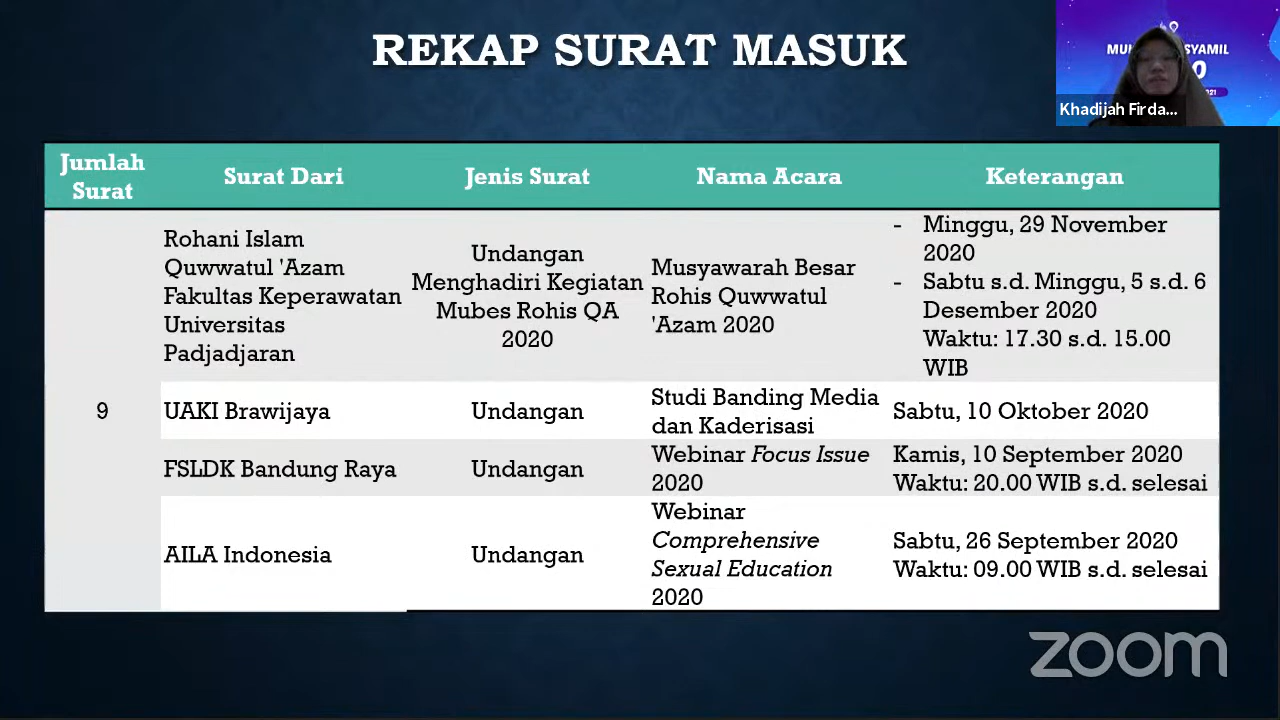 REKAP SURAT MASUK
Khadijah Firda...
Jumlah
Surat
Surat Dari
Jenis Surat
Nama Acara
Keterangan
9
Rohani Islam
Quwwatul 'Azam
Fakultas Keperawatan
Universitas
Padjadjaran
Undangan
Menghadiri Kegiatan
Mubes Rohis QA
2020
Musyawarah Besar
Rohis Quwwatul
'Azam 2020
- Minggu, 29 November
2020
- Sabtu s.d. Minggu, 5 s.d. 6
Desember 2020
Waktu: 17.30 s.d. 15.00
WIB
UAKI Brawijaya
Undangan
Studi Banding Media
dan Kaderisasi
Sabtu, 10 Oktober 2020
FSLDK Bandung Raya
Undangan
Webinar Focus Issue
2020
Kamis, 10 September 2020
Waktu: 20.00 WIB s.d. selesai
AILA Indonesia
Undangan
Webinar
Comprehensive
Sexual Education
2020
Sabtu, 26 September 2020
Waktu: 09.00 WIB s.d. selesai
zoom